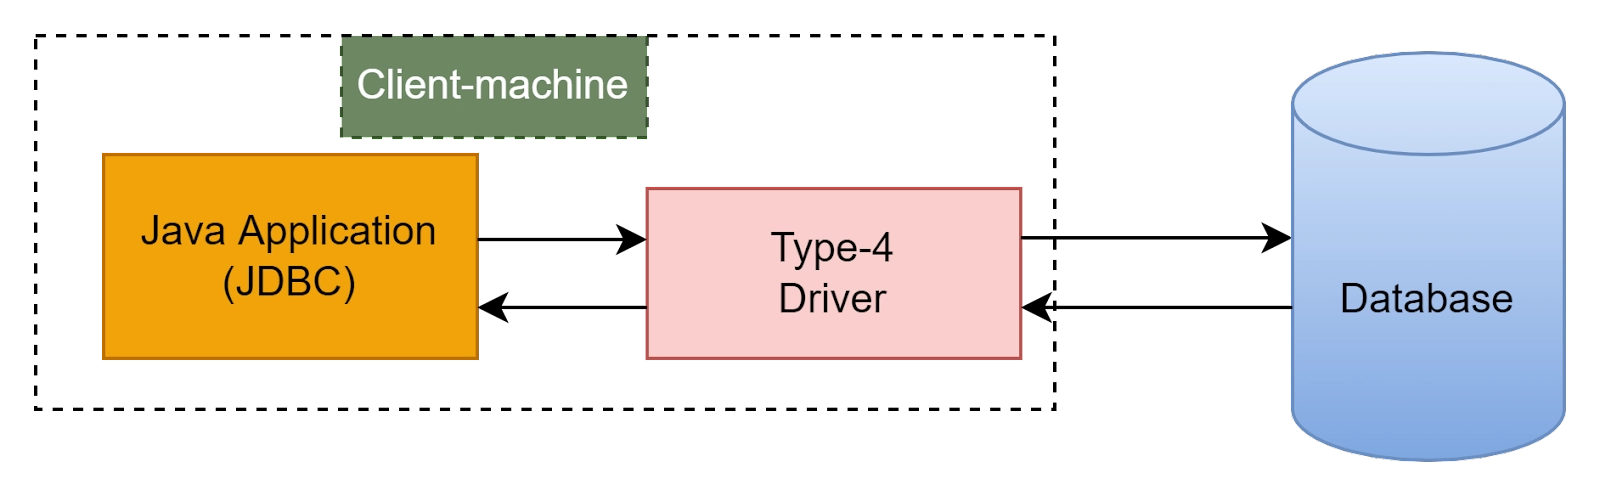 Client-machine
Java Application
(JDBC)
Type-4
Driver
Database